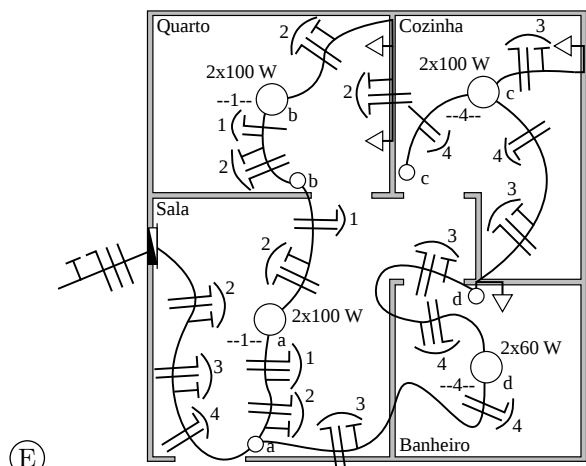 Quarto
2
Cozinha
3
2x100 W
2x100 W
--1--
b
2
c
--4--
1
4
4
2
b
c
Sala
1
3
2
3
2
d
2x100 W
--1--
a
2x60 W
1
4
3
--4--
d
2
4
3
4
a
Banheiro
E